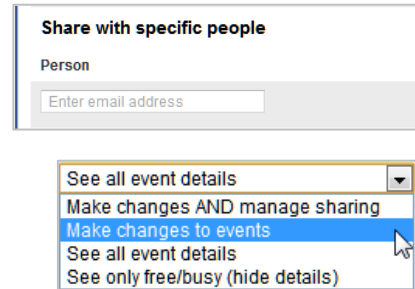 Share with specific people
Person
Enter email address
See all event details
Make changes AND manage sharing
Make changes to events
See all event details
See only free/busy (hide details)